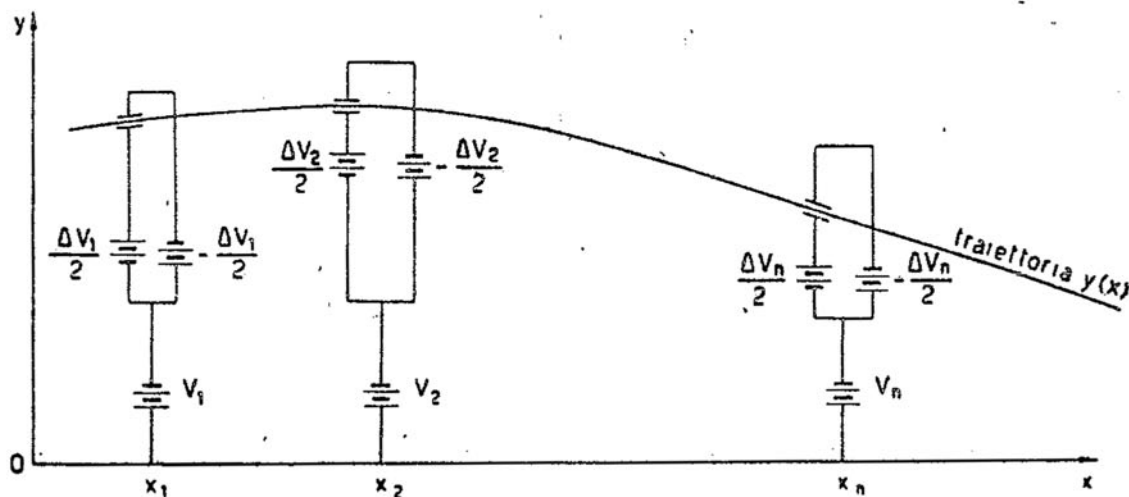 y
ΔV₂/2
- ΔV₂/2
ΔV₁/2
- ΔV₁/2
ΔVₙ/2
- ΔVₙ/2
traiettoria y(x)
V₁
V₂
Vₙ
0
x₁
x₂
xₙ
x